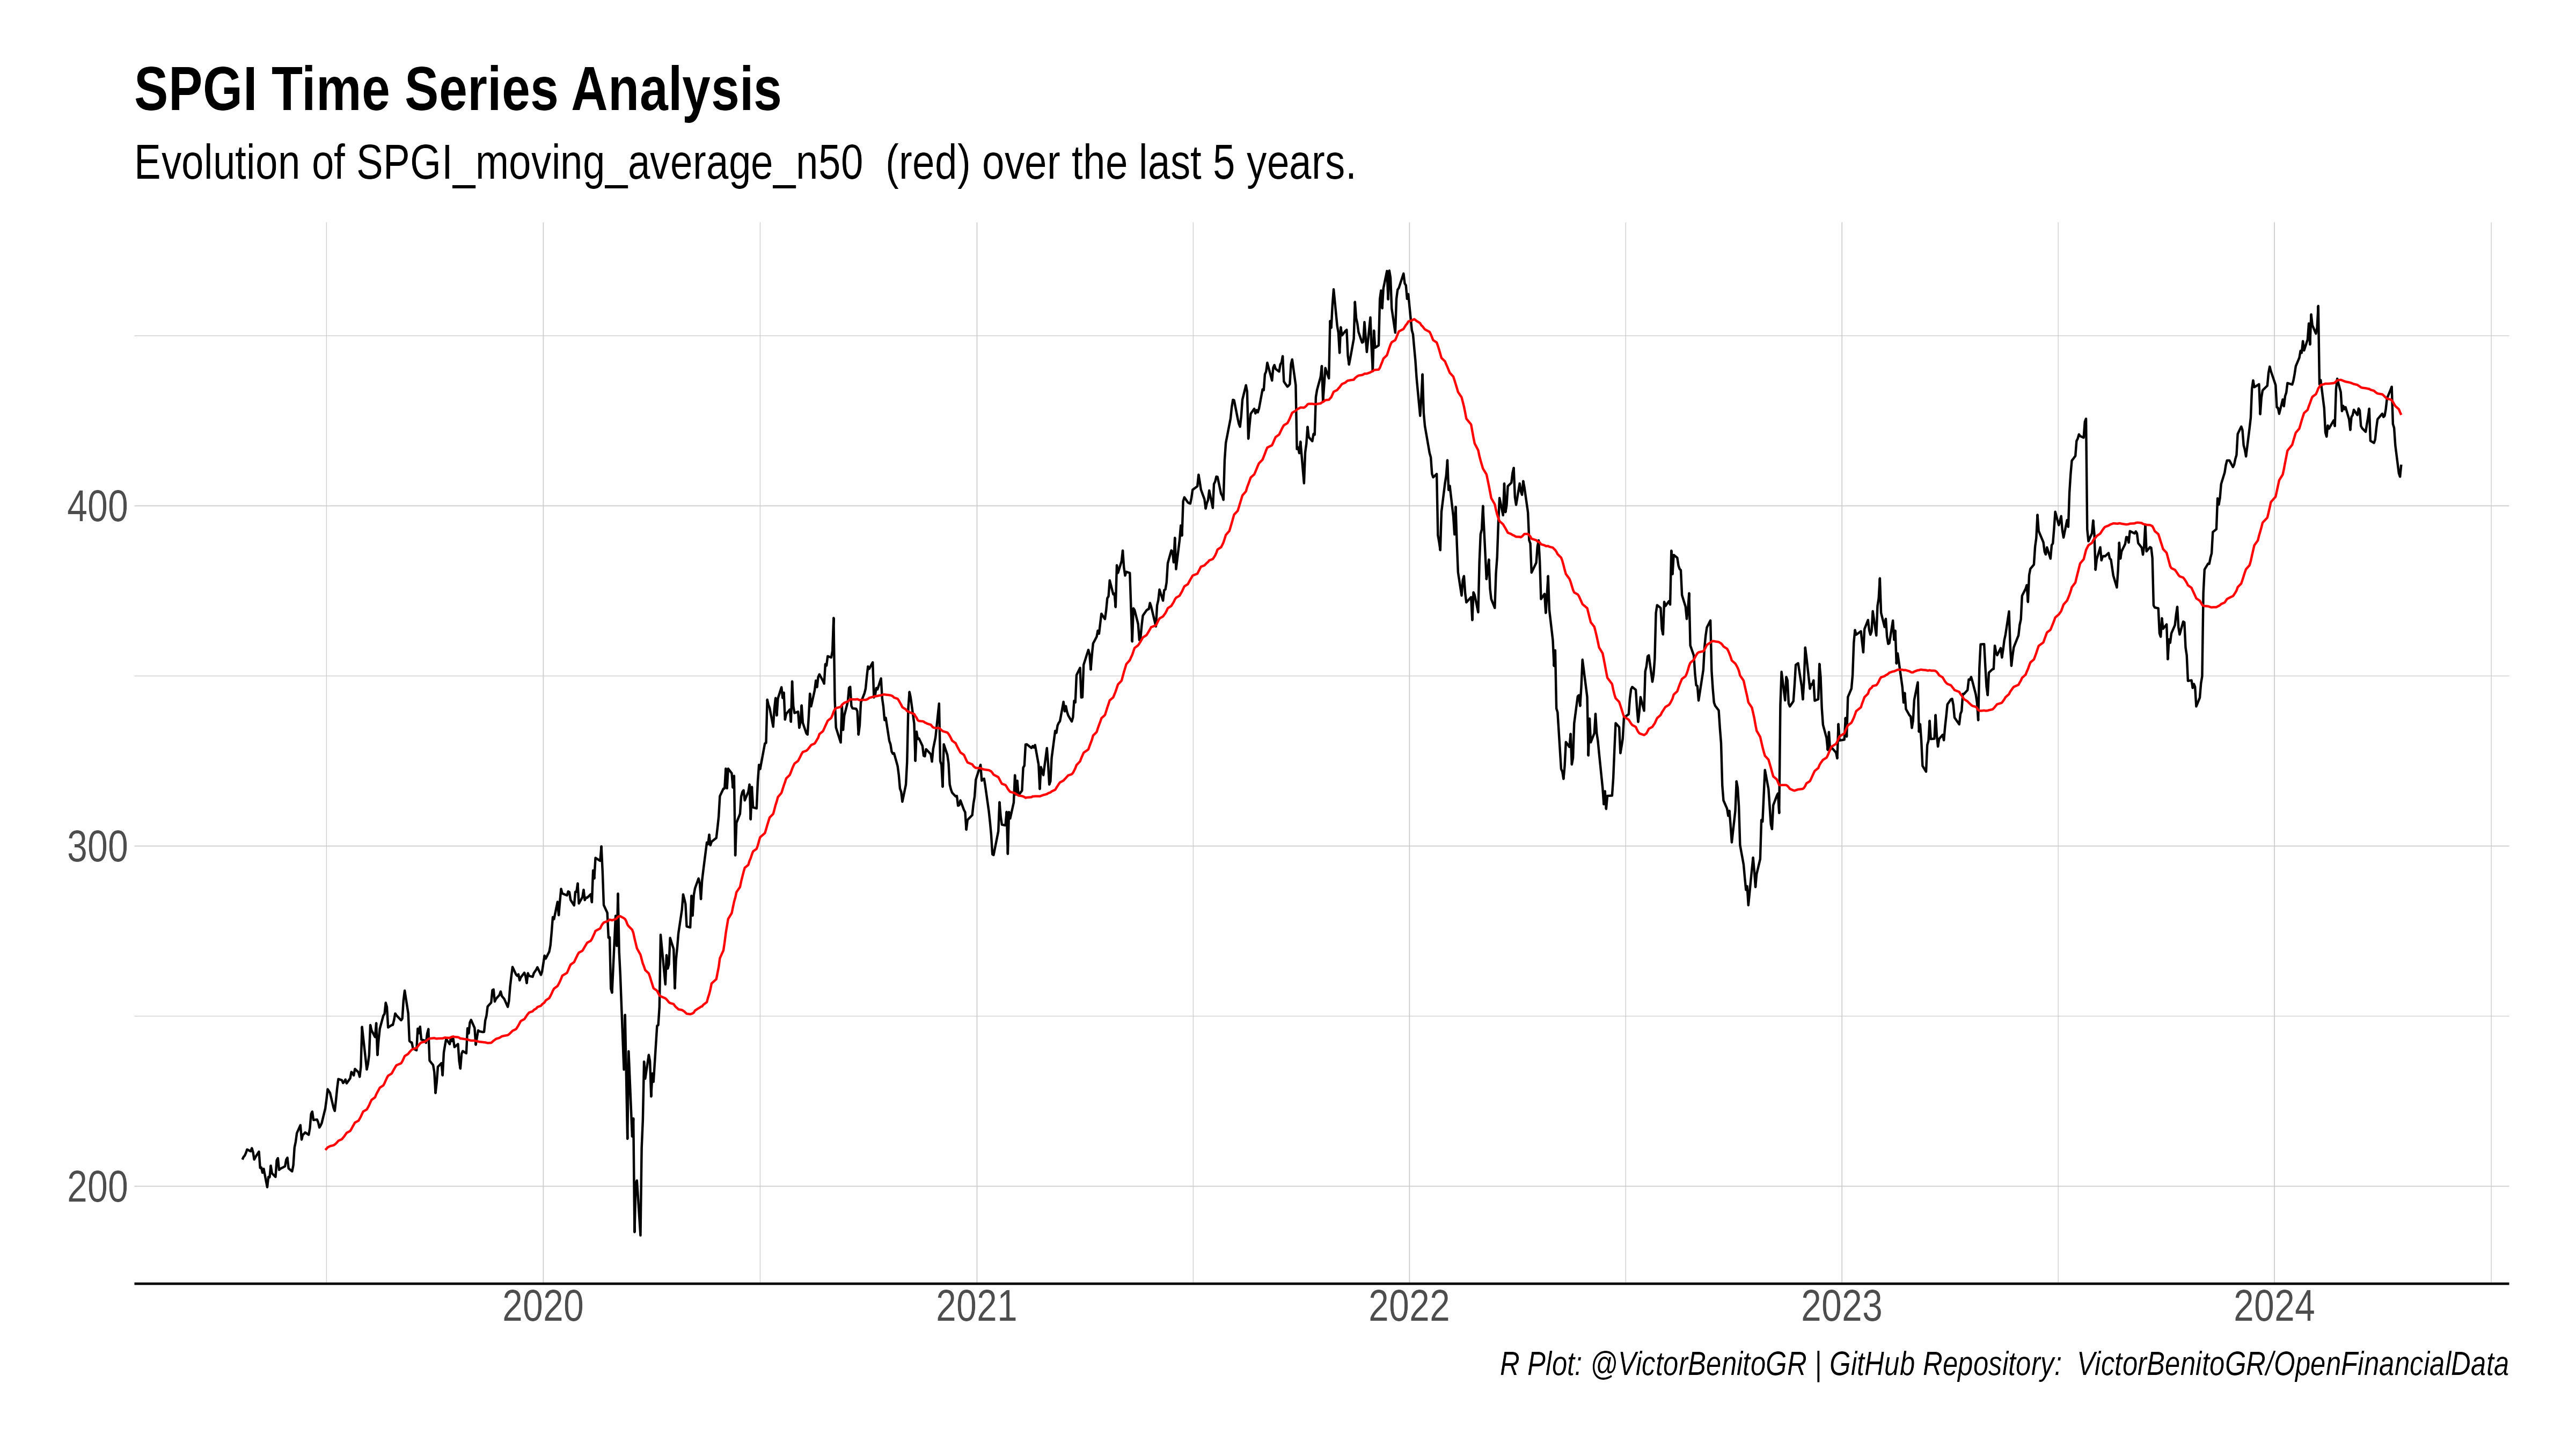 SPGI Time Series Analysis
Evolution of SPGI_moving_average_n50  (red) over the last 5 years.
400
300
200
2020 2021 2022 2023 2024
R Plot: @VictorBenitoGR | GitHub Repository:  VictorBenitoGR/OpenFinancialData